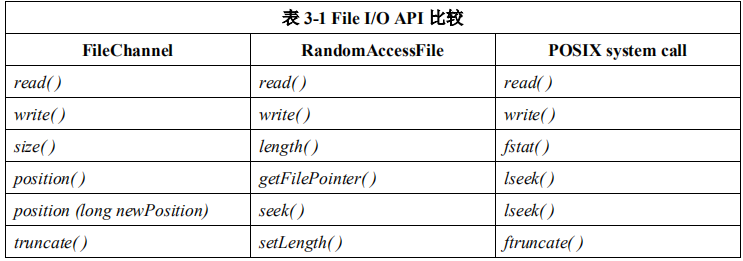 表 3-1 File I/O API 比较
FileChannel RandomAccessFile POSIX system call
read( ) read( ) read( )
write( ) write( ) write( )
size( ) length( ) fstat( )
position( ) getFilePointer( ) lseek( )
position (long newPosition) seek( ) lseek( )
truncate( ) setLength( ) ftruncate( )